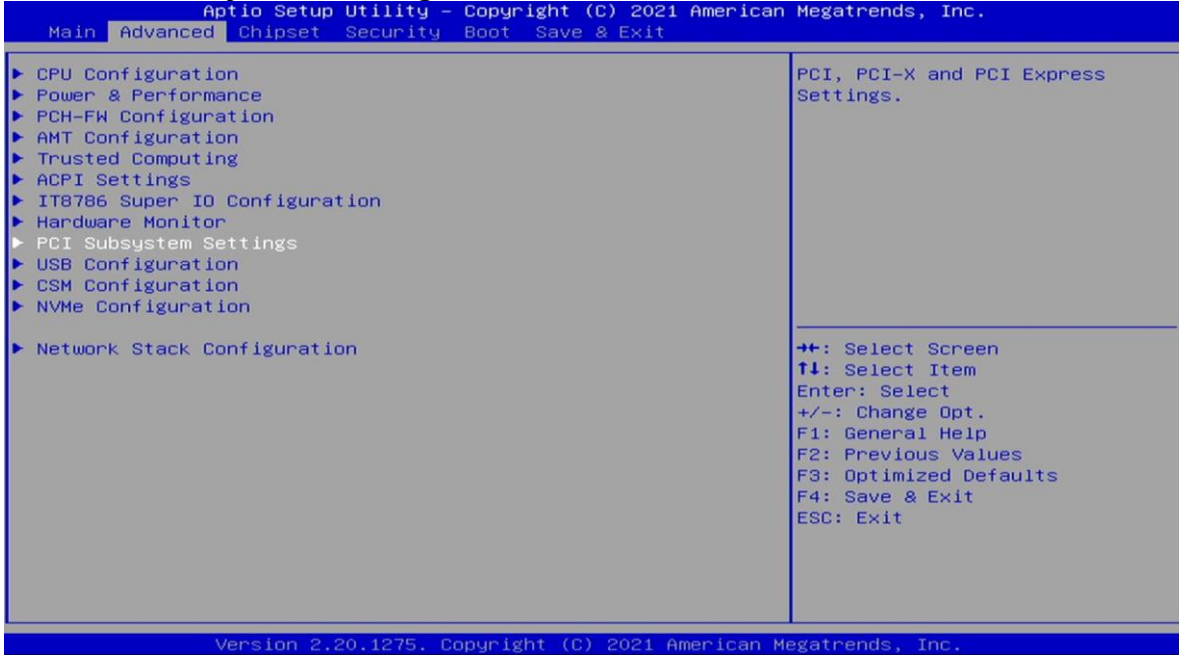 Aptio Setup Utility – Copyright (C) 2021 American Megatrends, Inc.
Main Advanced Chipset Security Boot Save & Exit
▶ CPU Configuration
▶ Power & Performance
▶ PCH-FW Configuration
▶ AMT Configuration
▶ Trusted Computing
▶ ACPI Settings
▶ IT8786 Super IO Configuration
▶ Hardware Monitor
▶ PCI Subsystem Settings
▶ USB Configuration
▶ CSM Configuration
▶ NVMe Configuration
▶ Network Stack Configuration
PCI, PCI-X and PCI Express
Settings.
→←: Select Screen
↑↓: Select Item
Enter: Select
+/-: Change Opt.
F1: General Help
F2: Previous Values
F3: Optimized Defaults
F4: Save & Exit
ESC: Exit
Version 2.20.1275. Copyright (C) 2021 American Megatrends, Inc.